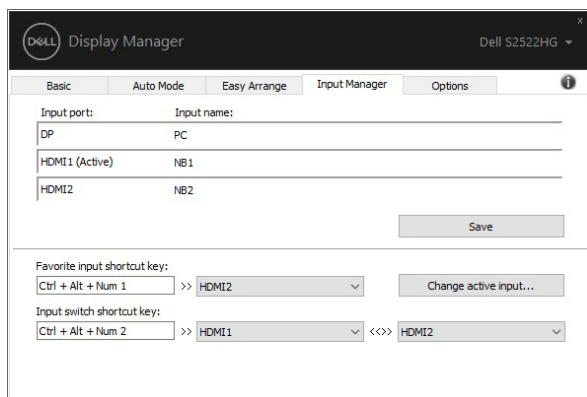 x
DELL Display Manager Dell S2522HG
Basic Auto Mode Easy Arrange Input Manager Options i
Input port: Input name:
DP PC
HDMI1 (Active) NB1
HDMI2 NB2
Save
Favorite input shortcut key:
Ctrl + Alt + Num 1 >> HDMI2 Change active input...
Input switch shortcut key:
Ctrl + Alt + Num 2 >> HDMI1 <<>> HDMI2